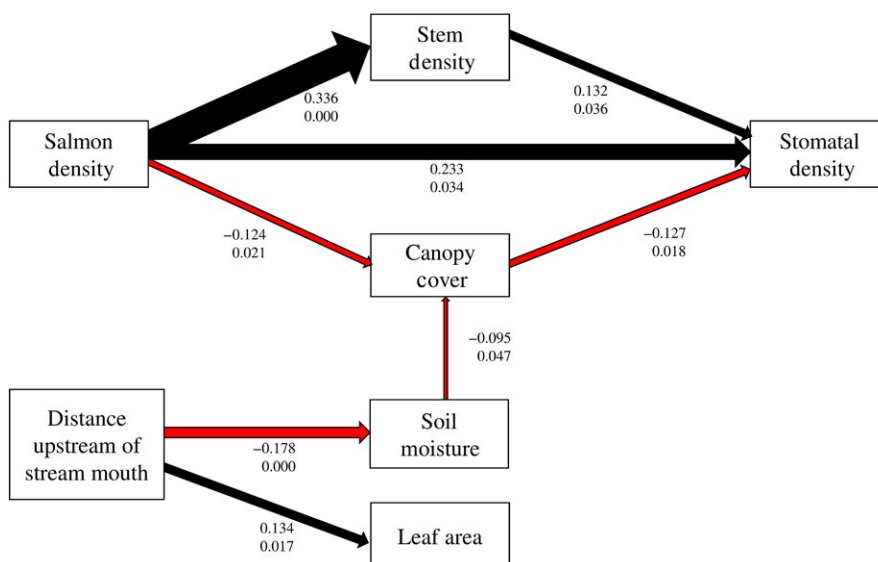 Stem
density
0.336
0.000
0.132
0.036
Salmon
density
Stomatal
density
0.233
0.034
−0.124
0.021
Canopy
cover
−0.127
0.018
−0.095
0.047
Distance
upstream of
stream mouth
Soil
moisture
−0.178
0.000
0.134
0.017
Leaf area